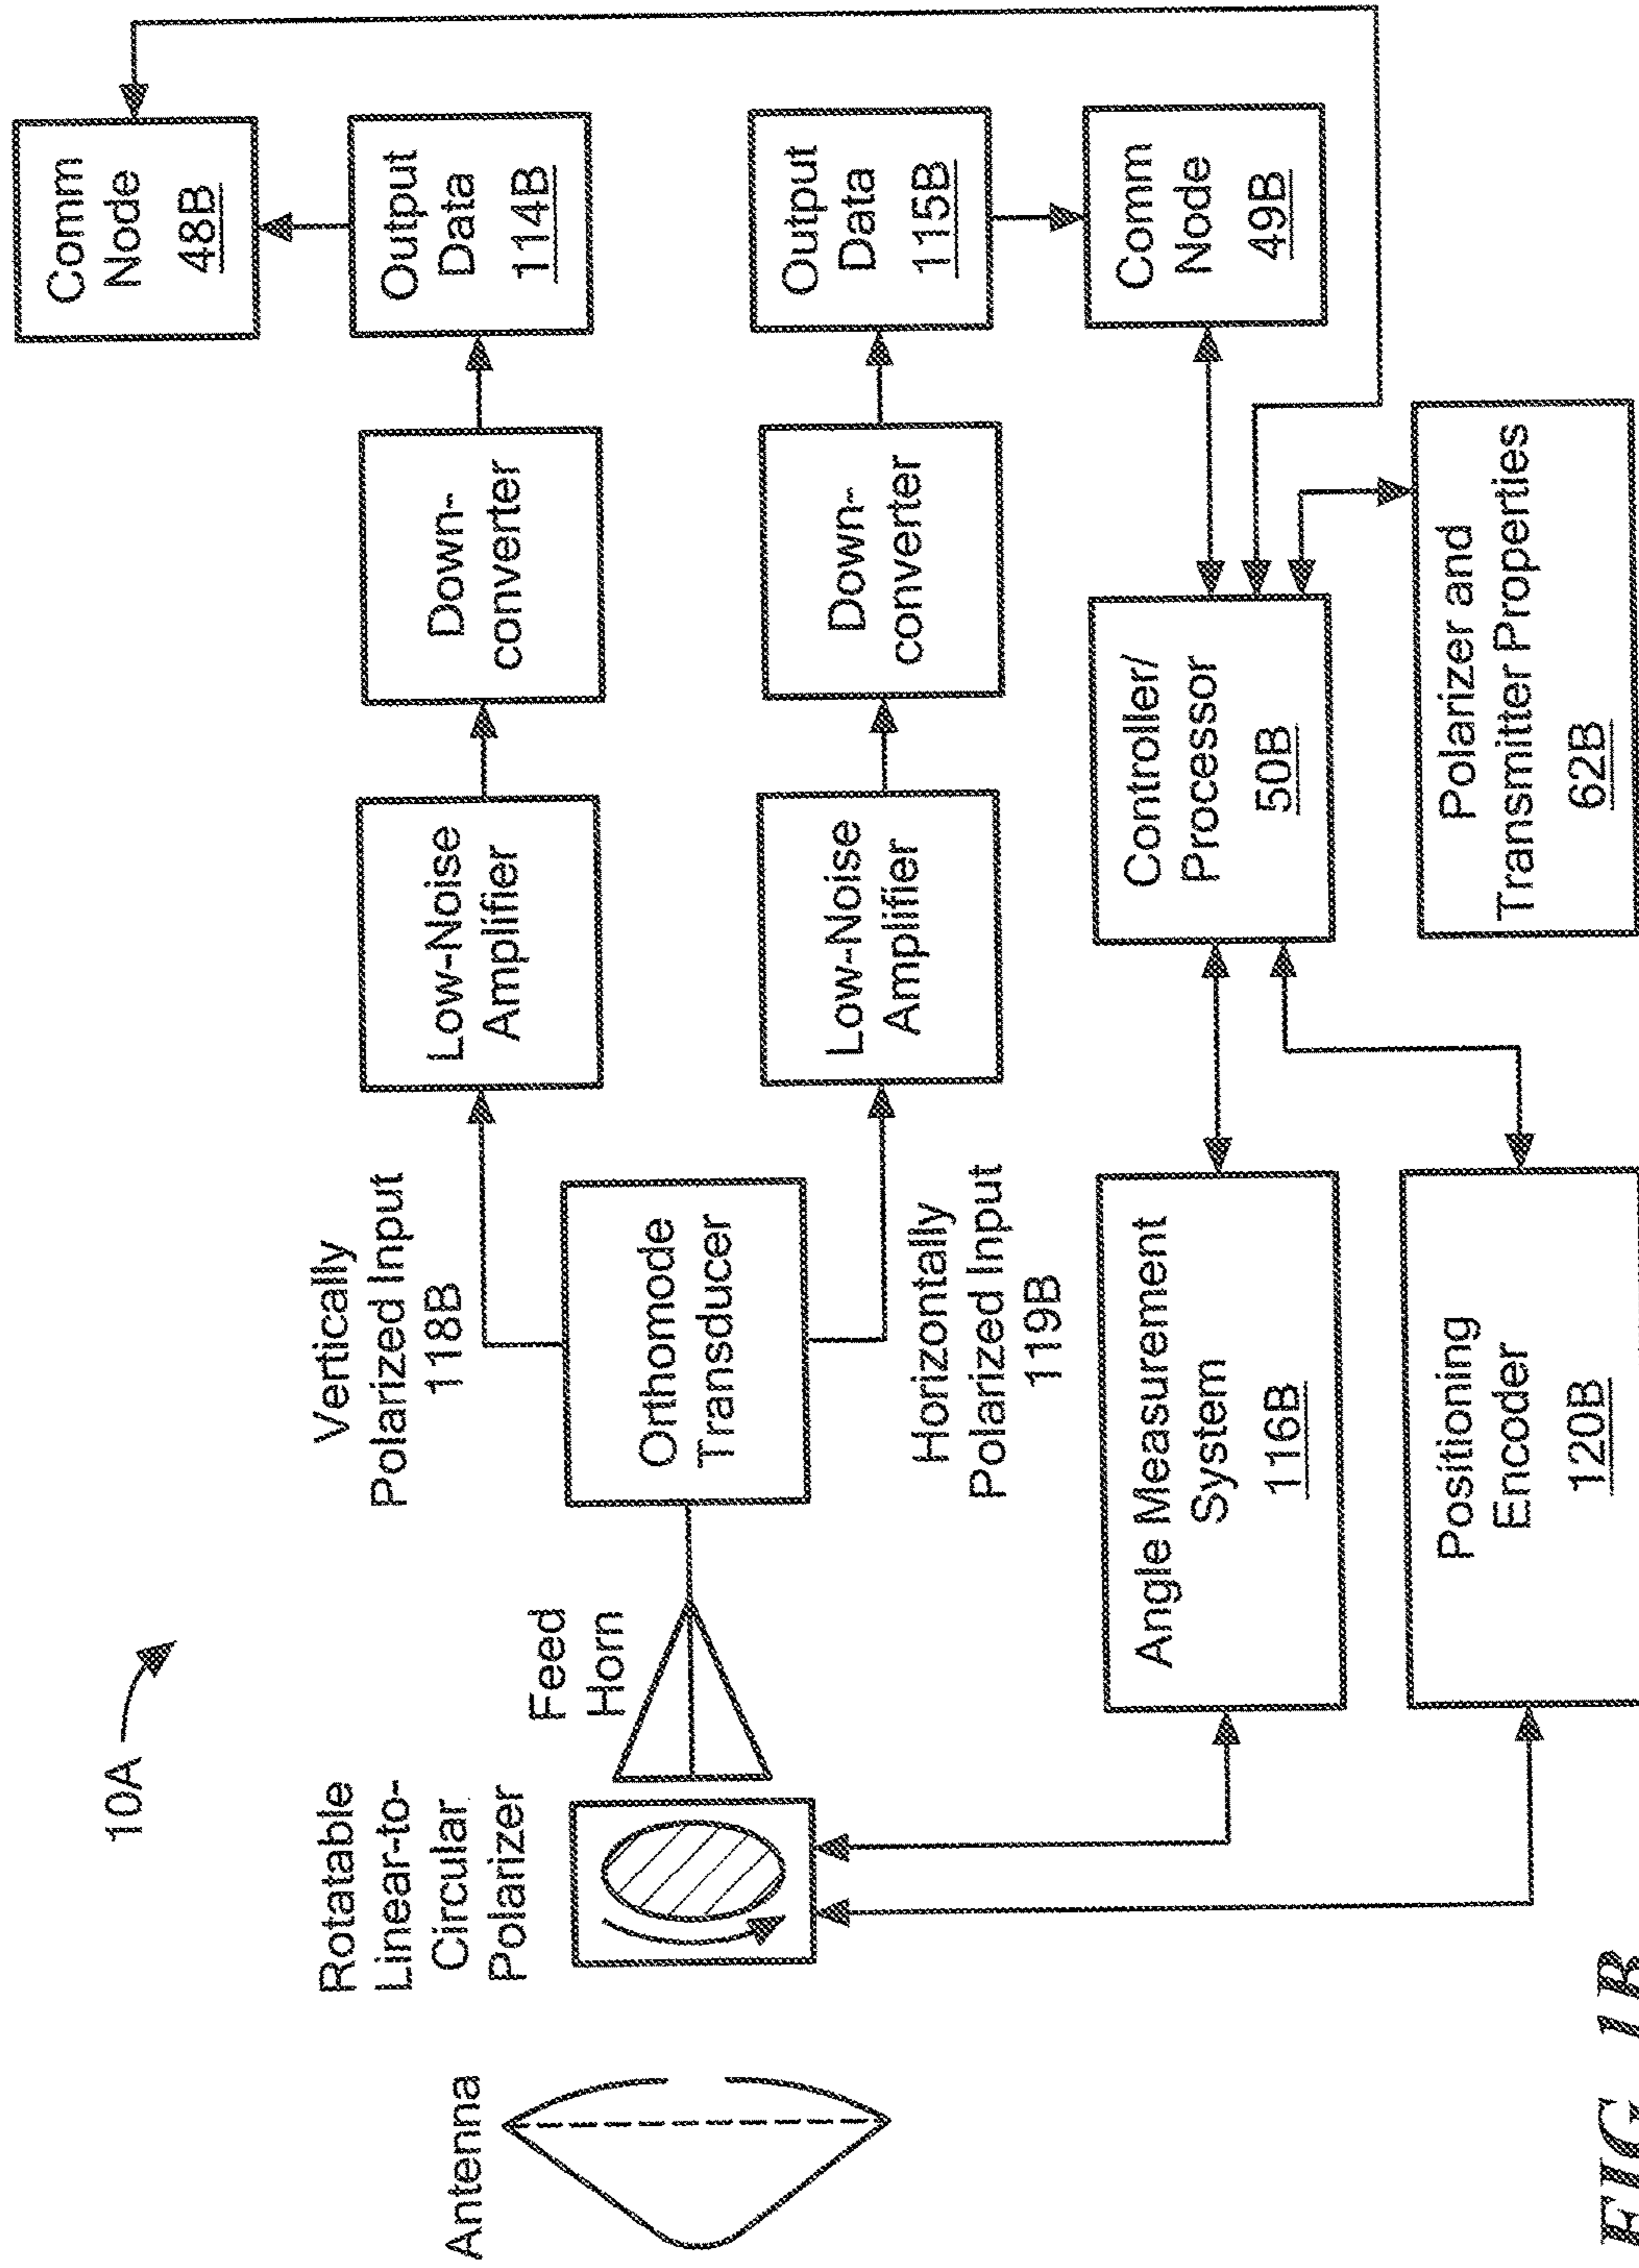 10A
Antenna
Rotatable
Linear-to-
Circular
Polarizer
Feed
Horn
Orthomode
Transducer
Vertically
Polarized Input
118B
Low-Noise
Amplifier
Down-
converter
Output
Data
114B
Comm
Node
48B
Horizontally
Polarized Input
119B
Low-Noise
Amplifier
Down-
converter
Output
Data
115B
Comm
Node
49B
Angle Measurement
System
116B
Controller/
Processor
50B
Positioning
Encoder
120B
Polarizer and
Transmitter Properties
62B
FIG. 1B